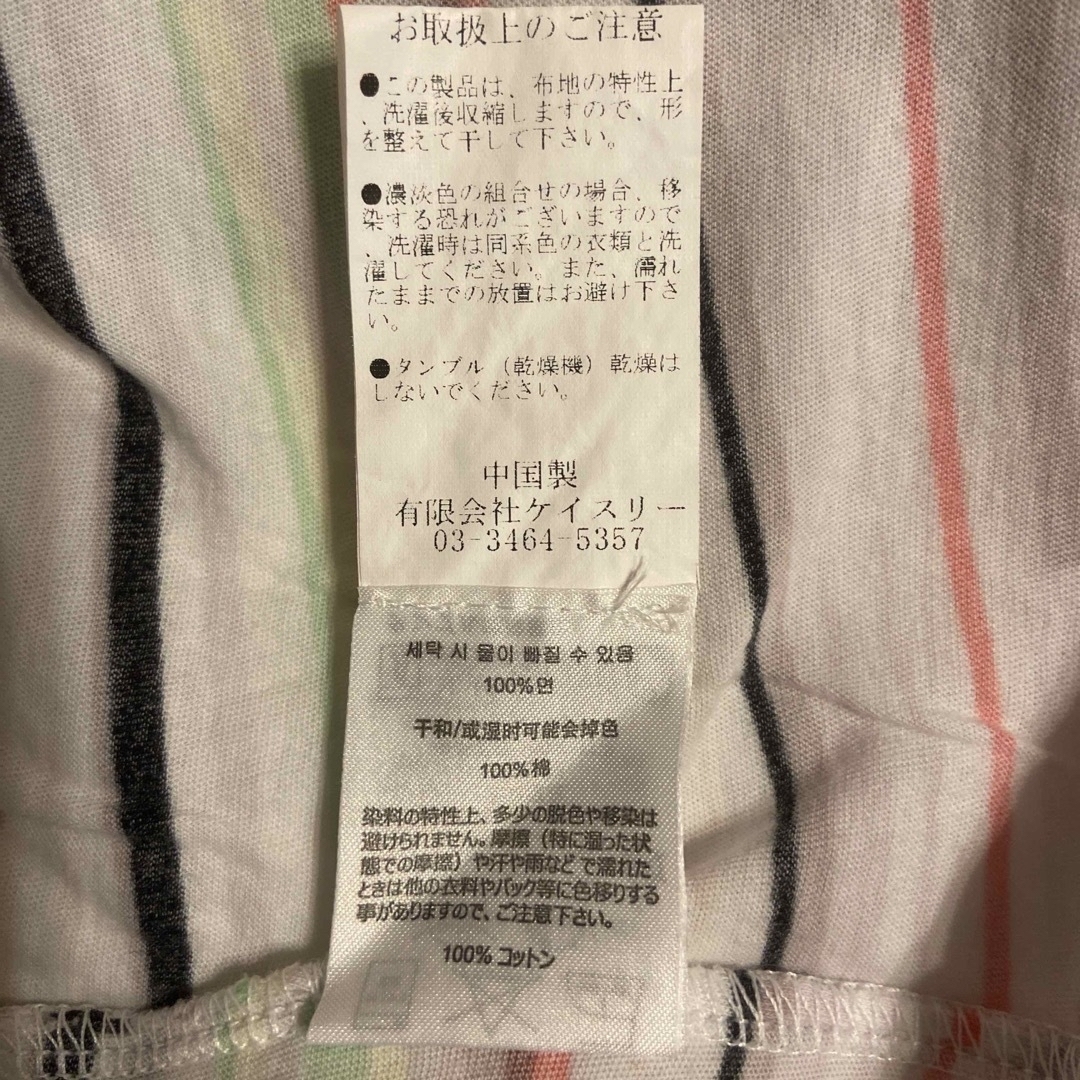 お取扱上のご注意
●この製品は、布地の特性上
、洗濯後収縮しますので、形
を整えて干して下さい。
●濃淡色の組合せの場合、移
染する恐れがございますので
、洗濯時は同系色の衣類と洗
濯してください。また、濡れ
たままでの放置はお避け下さ
い。
●タンブル（乾燥機）乾燥は
しないでください。
中国製
有限会社ケイスリー
03-3464-5357
세탁 시 물이 빠질 수 있음
100%면
干和/或湿时可能会掉色
100%棉
染料の特性上、多少の脱色や移染は
避けられません。摩擦（特に湿った状
態での摩擦）や汗や雨など で濡れた
ときは他の衣料やバック等に色移りする
事がありますので、ご注意下さい。
100% コットン